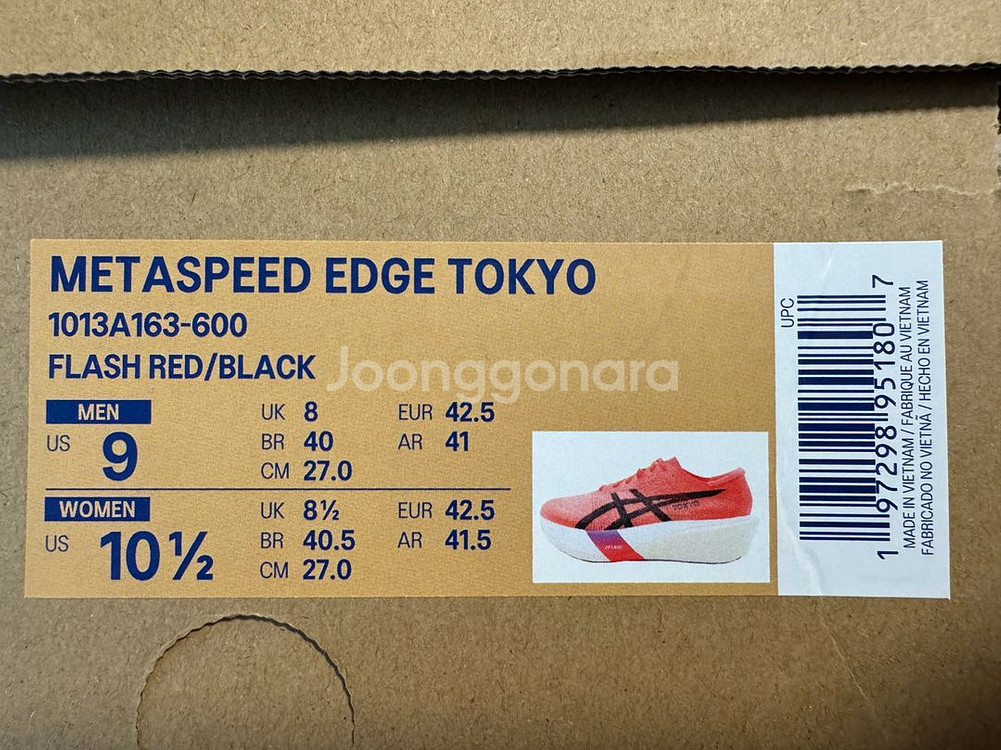 METASPEED EDGE TOKYO
1013A163-600
FLASH RED/BLACK
Joonggonara
MEN
US 9
UK 8
EUR 42.5
BR 40
AR 41
CM 27.0
WOMEN
US 10½
UK 8½
EUR 42.5
BR 40.5
AR 41.5
CM 27.0
UPC
1 97298 95180 7
MADE IN VIETNAM / FABRIQUE AU VIETNAM
FABRICADO NO VIETNÃ / HECHO EN VIETNAM